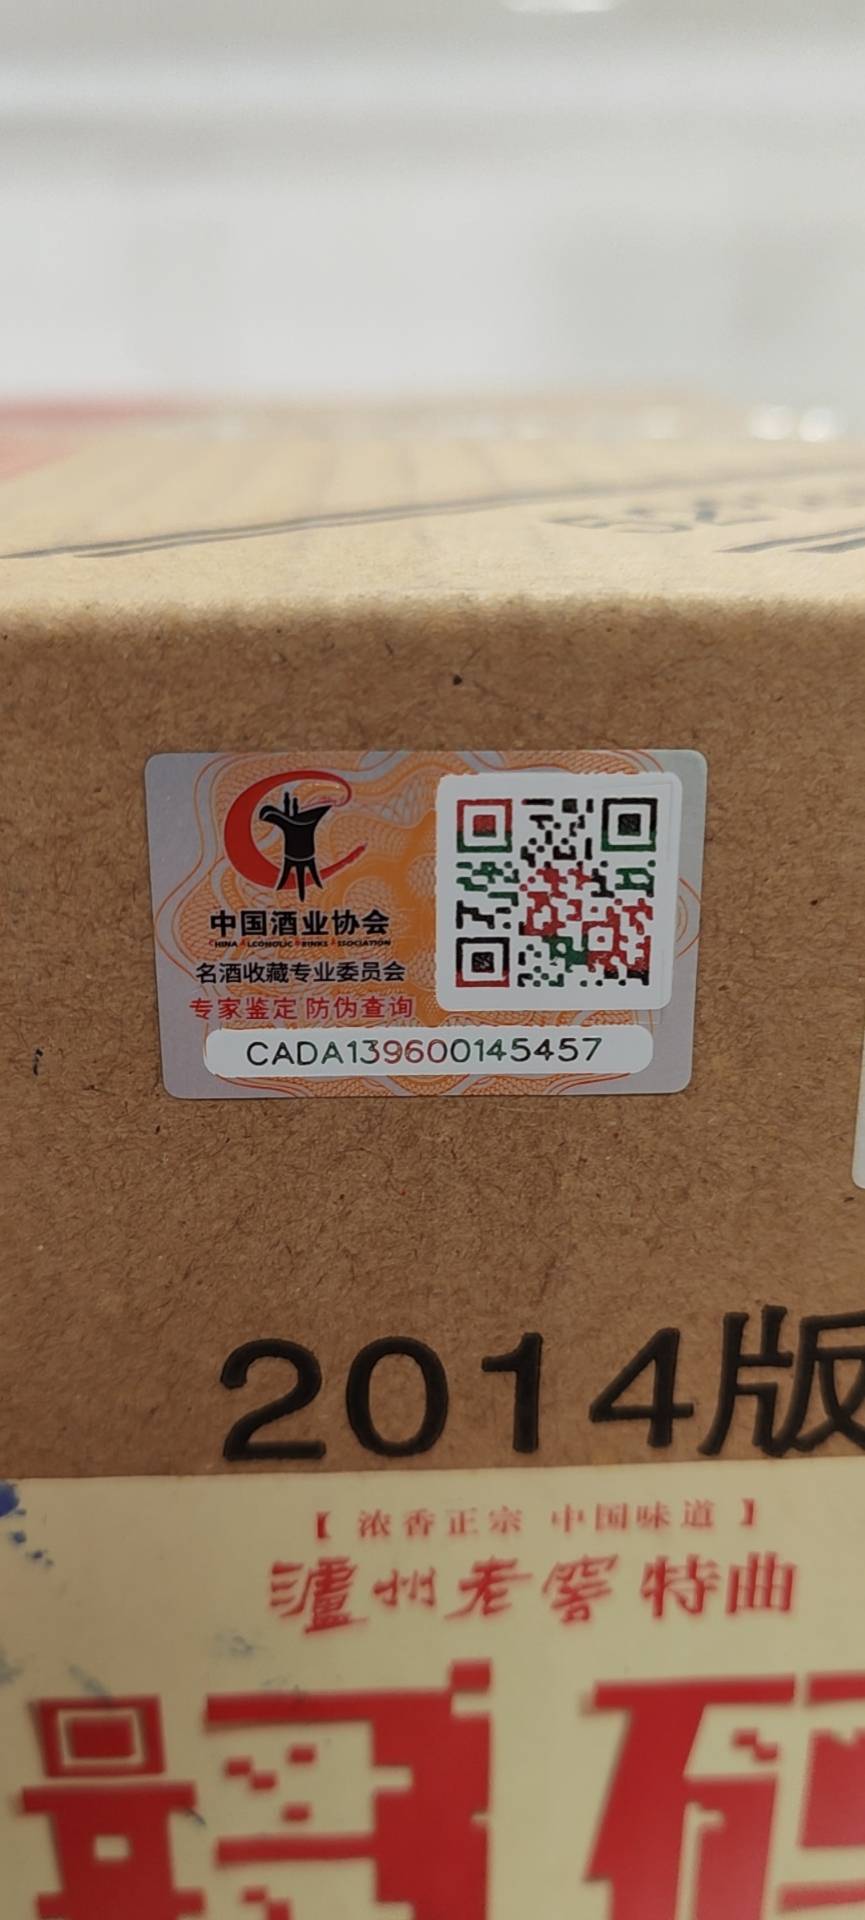 中国酒业协会
CHINA ALCOHOLIC DRINKS ASSOCIATION
名酒收藏专业委员会
专家鉴定 防伪查询
CADA139600145457
2014版
【 浓香正宗 中国味道 】
泸州老窖 特曲